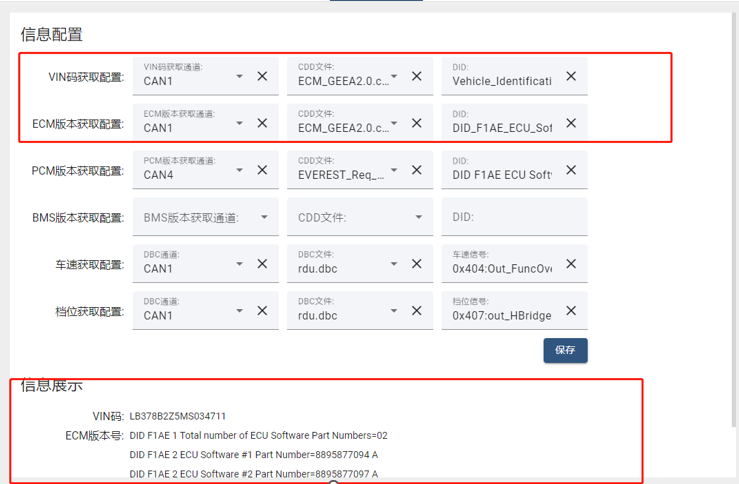 信息配置
VIN码获取配置: VIN码获取通道: CAN1 CDD文件: ECM_GEEA2.0.c... DID: Vehicle_Identificati
ECM版本获取配置: ECM版本获取通道: CAN1 CDD文件: ECM_GEEA2.0.c... DID: DID_F1AE_ECU_Sof
PCM版本获取配置: PCM版本获取通道: CAN4 CDD文件: EVEREST_Req_... DID: DID F1AE ECU Soft
BMS版本获取配置: BMS版本获取通道: CDD文件: DID:
车速获取配置: DBC通道: CAN1 DBC文件: rdu.dbc 车速信号: 0x404:Out_FuncOve
档位获取配置: DBC通道: CAN1 DBC文件: rdu.dbc 档位信号: 0x407:out_HBridge
保存
信息展示
VIN码: LB378B2Z5MS034711
ECM版本号: DID F1AE 1 Total number of ECU Software Part Numbers=02
DID F1AE 2 ECU Software #1 Part Number=8895877094 A
DID F1AE 2 ECU Software #2 Part Number=8895877097 A